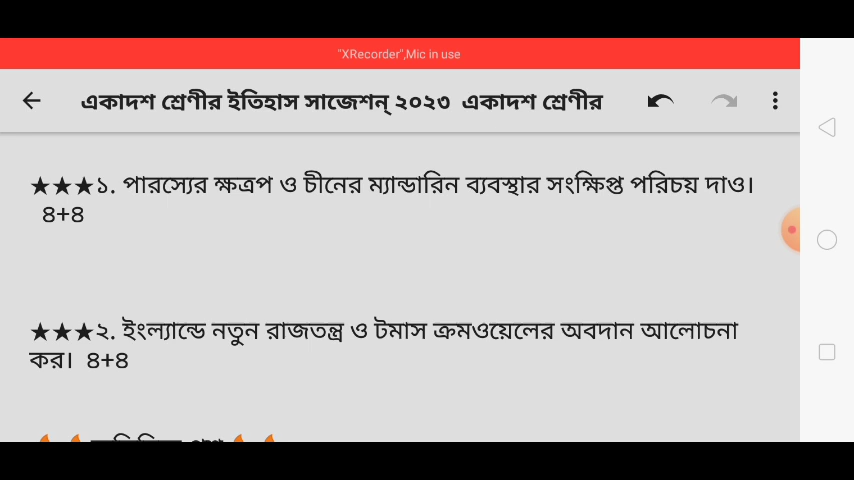 "XRecorder",Mic in use
একাদশ শ্রেণীর ইতিহাস সাজেশন্ ২০২৩ একাদশ শ্রেণীর
★★★১. পারস্যের ক্ষত্রপ ও চীনের ম্যান্ডারিন ব্যবস্থার সংক্ষিপ্ত পরিচয় দাও।
৪+৪
★★★২. ইংল্যান্ডে নতুন রাজতন্ত্র ও টমাস ক্রমওয়েলের অবদান আলোচনা
কর। ৪+৪